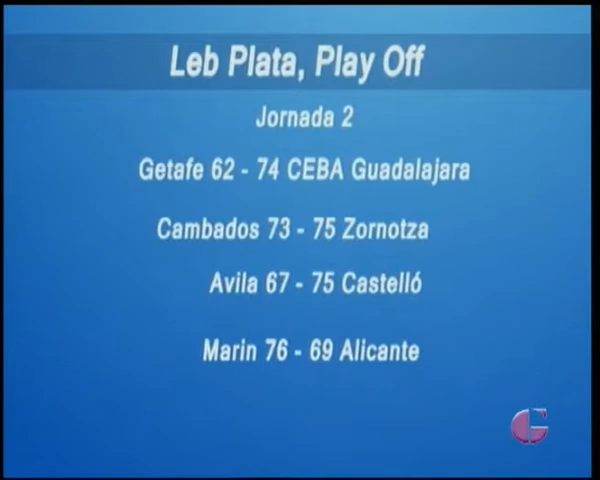 Leb Plata, Play Off
Jornada 2
Getafe 62 - 74 CEBA Guadalajara
Cambados 73 - 75 Zornotza
Avila 67 - 75 Castelló
Marin 76 - 69 Alicante